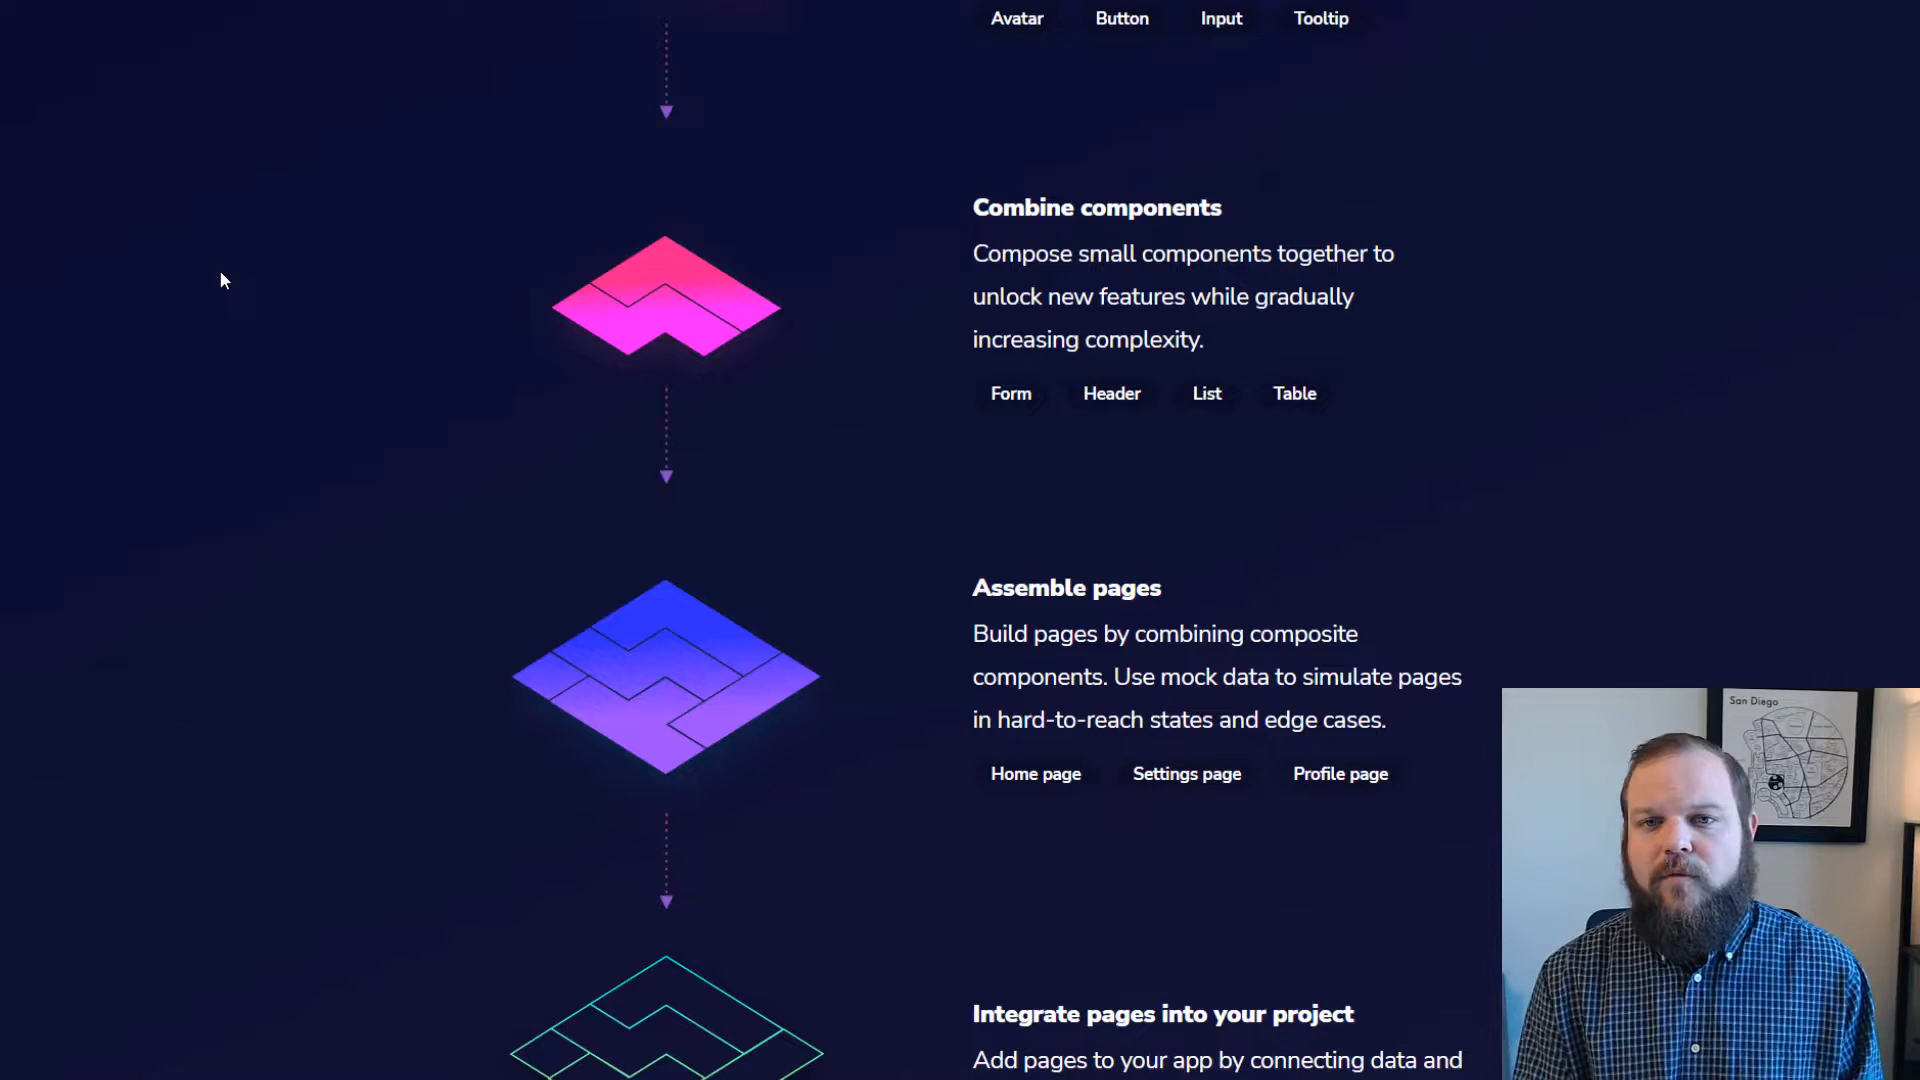 Avatar Button Input Tooltip
Combine components
Compose small components together to
unlock new features while gradually
increasing complexity.
Form Header List Table
Assemble pages
Build pages by combining composite
components. Use mock data to simulate pages
in hard-to-reach states and edge cases.
Home page Settings page Profile page
Integrate pages into your project
Add pages to your app by connecting data and
San Diego